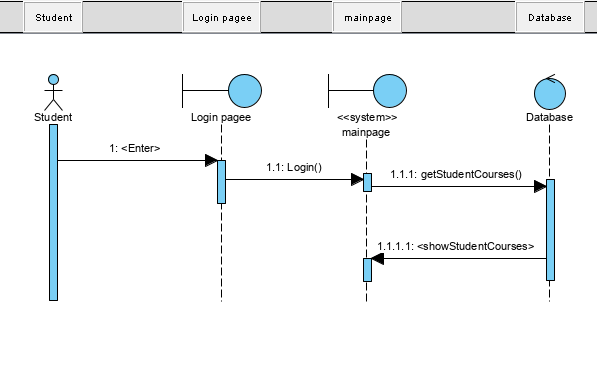 Student
Login pagee
mainpage
Database
Student
Login pagee
<<system>>
mainpage
Database
1: <Enter>
1.1: Login()
1.1.1: getStudentCourses()
1.1.1.1: <showStudentCourses>